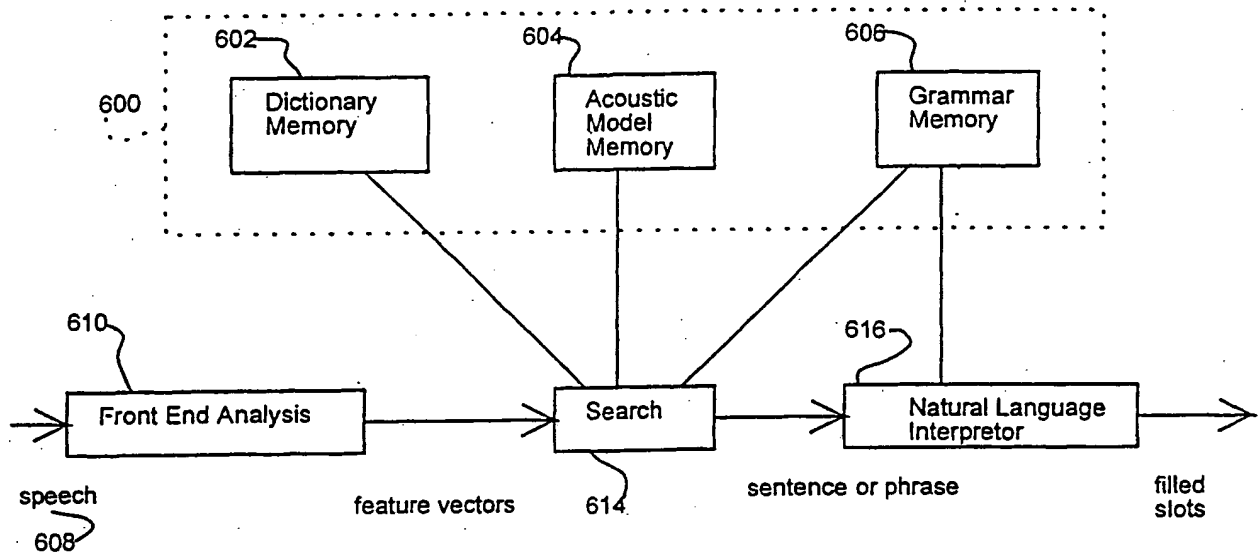 602
604
606
600
Dictionary
Memory
Acoustic
Model
Memory
Grammar
Memory
610
616
Front End Analysis
Search
Natural Language
Interpretor
speech
608
feature vectors
614
sentence or phrase
filled
slots